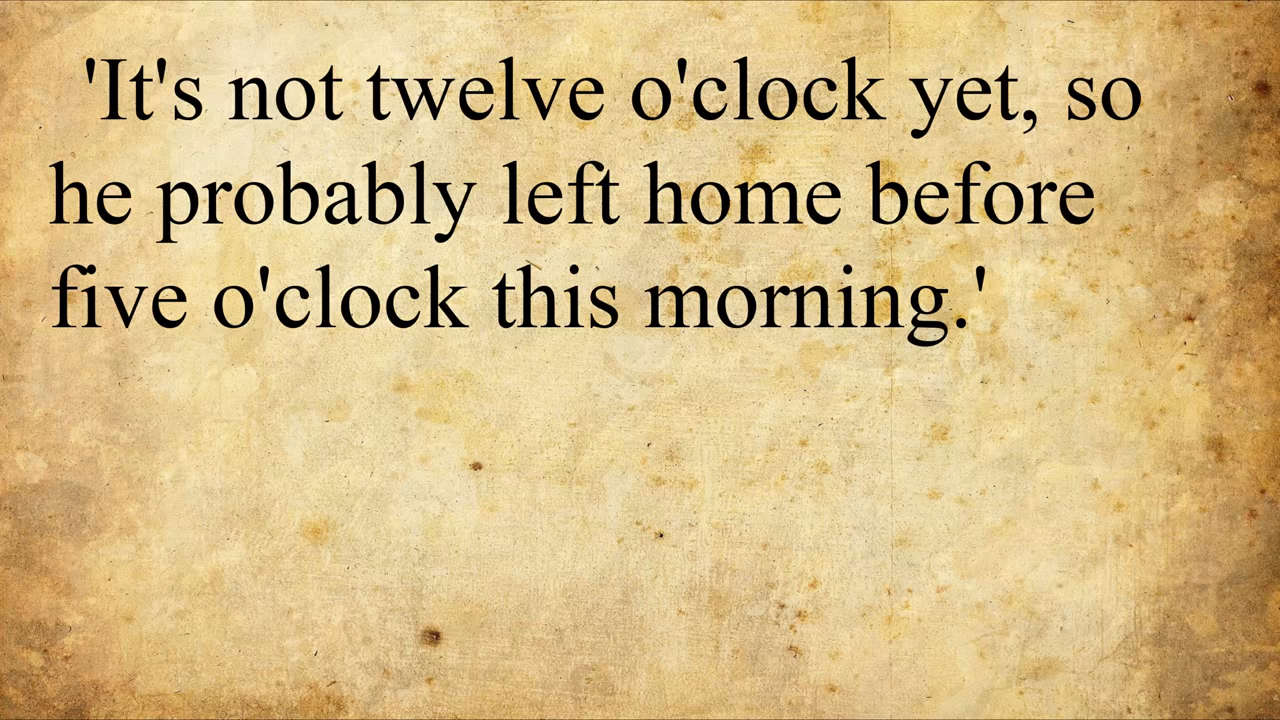 'It's not twelve o'clock yet, so
he probably left home before
five o'clock this morning.'